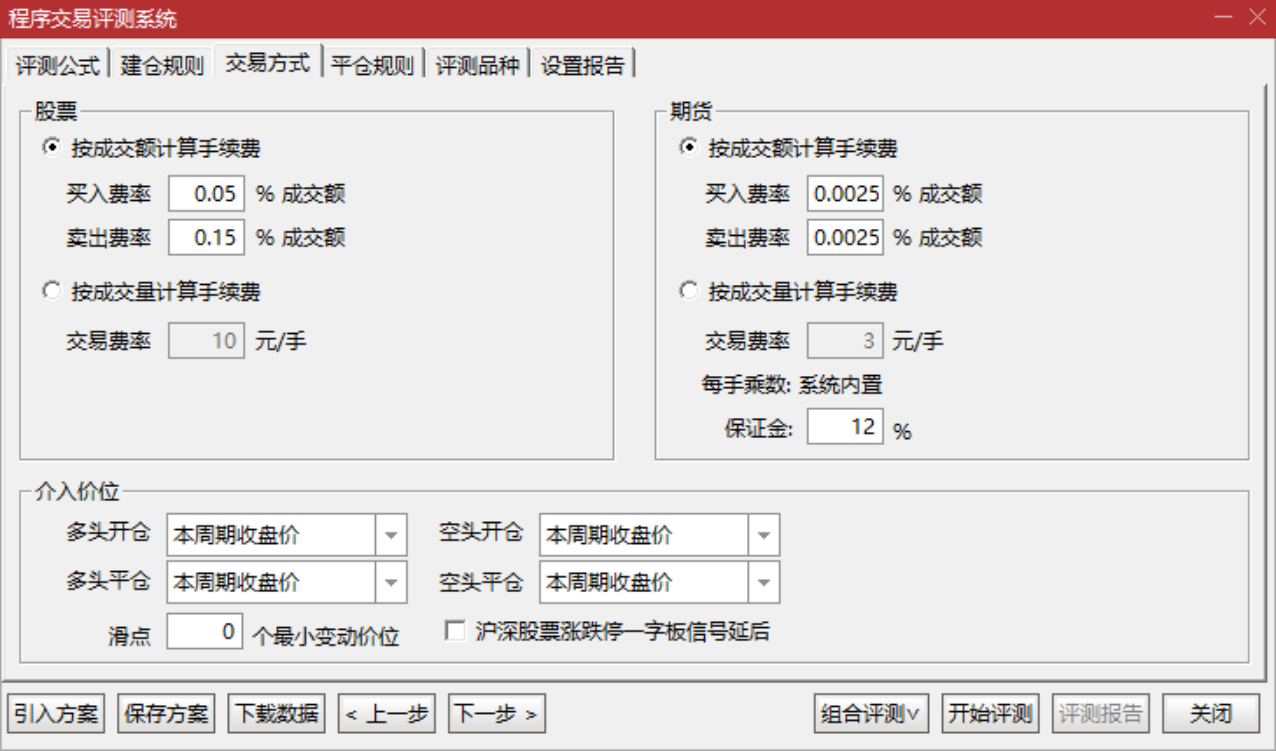 程序交易评测系统
评测公式 建仓规则 交易方式 平仓规则 评测品种 设置报告
股票
按成交额计算手续费
买入费率 0.05 % 成交额
卖出费率 0.15 % 成交额
按成交量计算手续费
交易费率 10 元/手
期货
按成交额计算手续费
买入费率 0.0025 % 成交额
卖出费率 0.0025 % 成交额
按成交量计算手续费
交易费率 3 元/手
每手乘数: 系统内置
保证金: 12 %
介入价位
多头开仓 本周期收盘价 空头开仓 本周期收盘价
多头平仓 本周期收盘价 空头平仓 本周期收盘价
滑点 0 个最小变动价位 沪深股票涨跌停一字板信号延后
引入方案 保存方案 下载数据 < 上一步 下一步 > 组合评测∨ 开始评测 评测报告 关闭